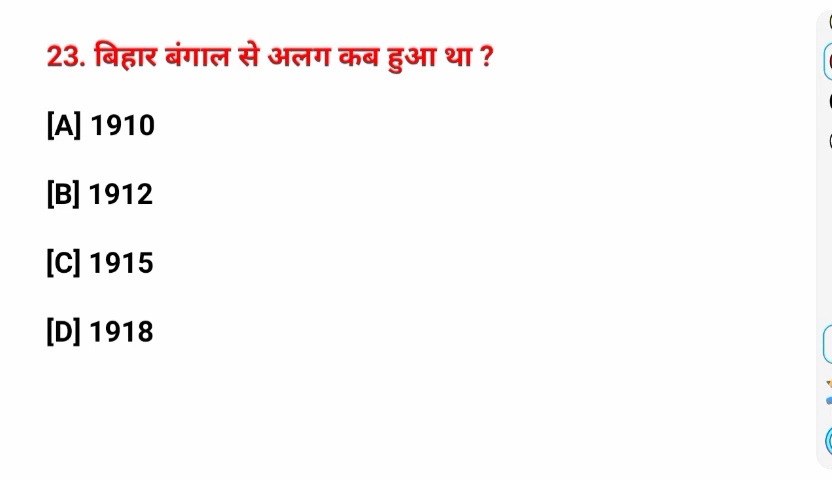 23. बिहार बंगाल से अलग कब हुआ था ?
[A] 1910
[B] 1912
[C] 1915
[D] 1918